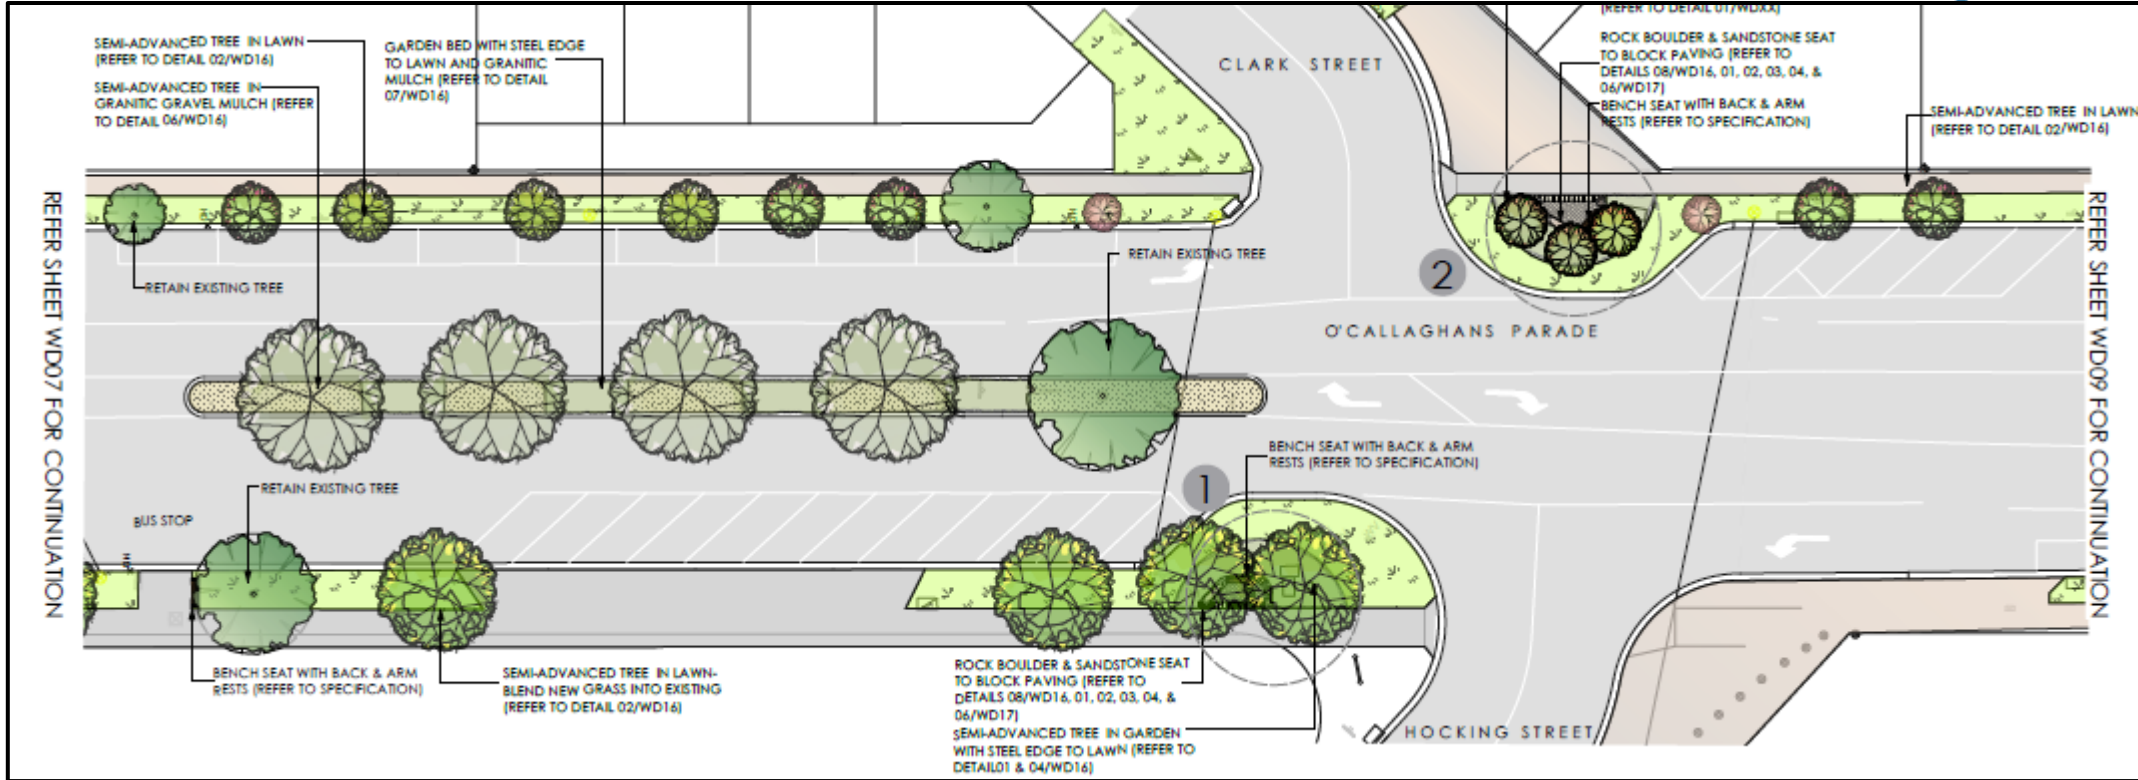 SEMI-ADVANCED TREE IN LAWN
(REFER TO DETAIL 02/WD16)
SEMI-ADVANCED TREE IN
GRANITIC GRAVEL MULCH (REFER
TO DETAIL 06/WD16)
GARDEN BED WITH STEEL EDGE
TO LAWN AND GRANITIC
MULCH (REFER TO DETAIL
07/WD16)
CLARK STREET
(REFER TO DETAIL 01/WDXX)
ROCK BOULDER & SANDSTONE SEAT
TO BLOCK PAVING (REFER TO
DETAILS 08/WD16, 01, 02, 03, 04, &
06/WD17)
BENCH SEAT WITH BACK & ARM
RESTS (REFER TO SPECIFICATION)
SEMI-ADVANCED TREE IN LAWN
(REFER TO DETAIL 02/WD16)
REFER SHEET WD07 FOR CONTINUATION
RETAIN EXISTING TREE
RETAIN EXISTING TREE
2
O'CALLAGHANS PARADE
REFER SHEET WD09 FOR CONTINUATION
BENCH SEAT WITH BACK & ARM
RESTS (REFER TO SPECIFICATION)
1
RETAIN EXISTING TREE
BUS STOP
BENCH SEAT WITH BACK & ARM
RESTS (REFER TO SPECIFICATION)
SEMI-ADVANCED TREE IN LAWN-
BLEND NEW GRASS INTO EXISTING
(REFER TO DETAIL 02/WD16)
ROCK BOULDER & SANDSTONE SEAT
TO BLOCK PAVING (REFER TO
DETAILS 08/WD16, 01, 02, 03, 04, &
06/WD17)
SEMI-ADVANCED TREE IN GARDEN
WITH STEEL EDGE TO LAWN (REFER TO
DETAIL01 & 04/WD16)
HOCKING STREET